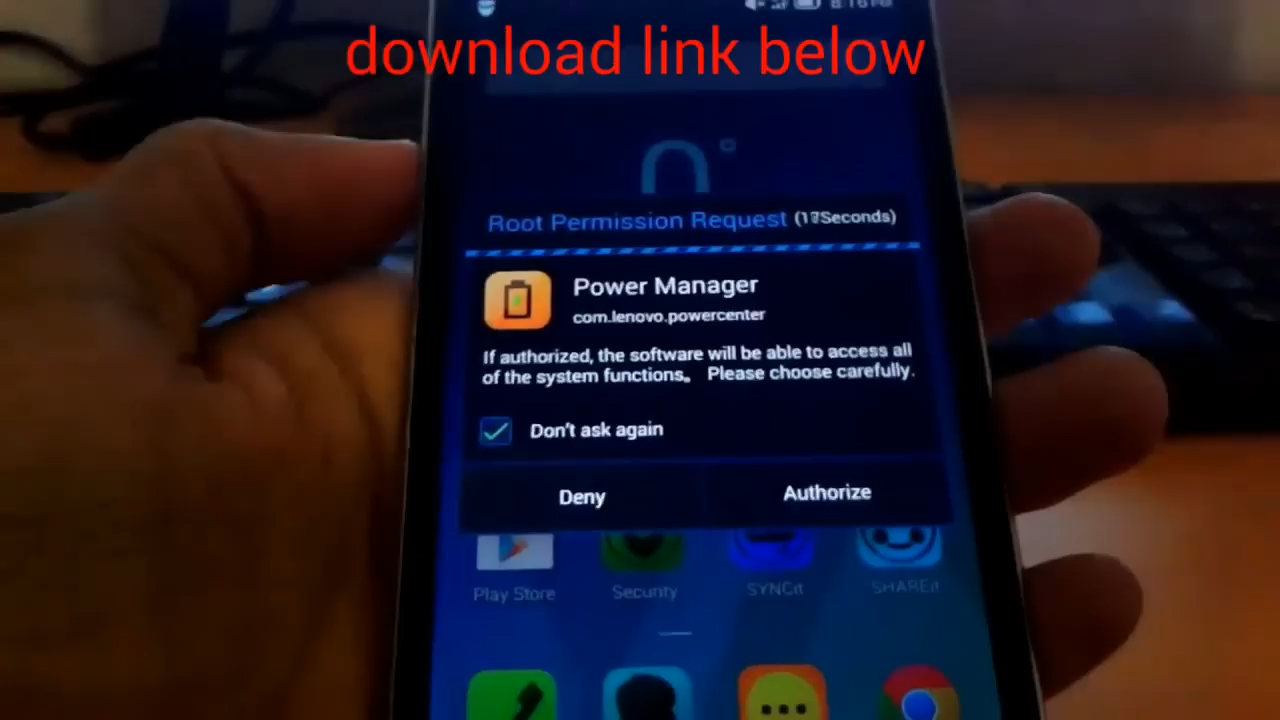 download link below
Root Permission Request
Power Manager
com.lenovo.powercenter
If authorized, the software will be able to access all
of the system functions。 Please choose carefully.
Don't ask again
Deny Authorize
Play Store Security SYNCit SHAREit